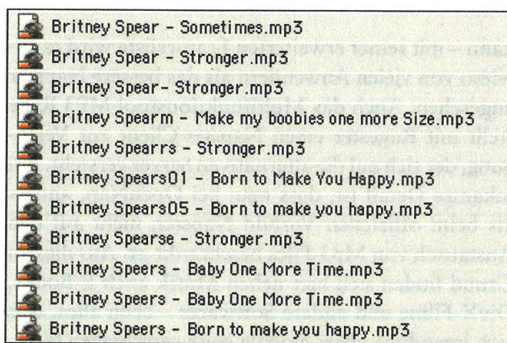 Britney Spear - Sometimes.mp3
Britney Spear - Stronger.mp3
Britney Spear- Stronger.mp3
Britney Spearm - Make my boobies one more Size.mp3
Britney Spearrs - Stronger.mp3
Britney Spears01 - Born to Make You Happy.mp3
Britney Spears05 - Born to make you happy.mp3
Britney Spearse - Stronger.mp3
Britney Speers - Baby One More Time.mp3
Britney Speers - Baby One More Time.mp3
Britney Speers - Born to make you happy.mp3